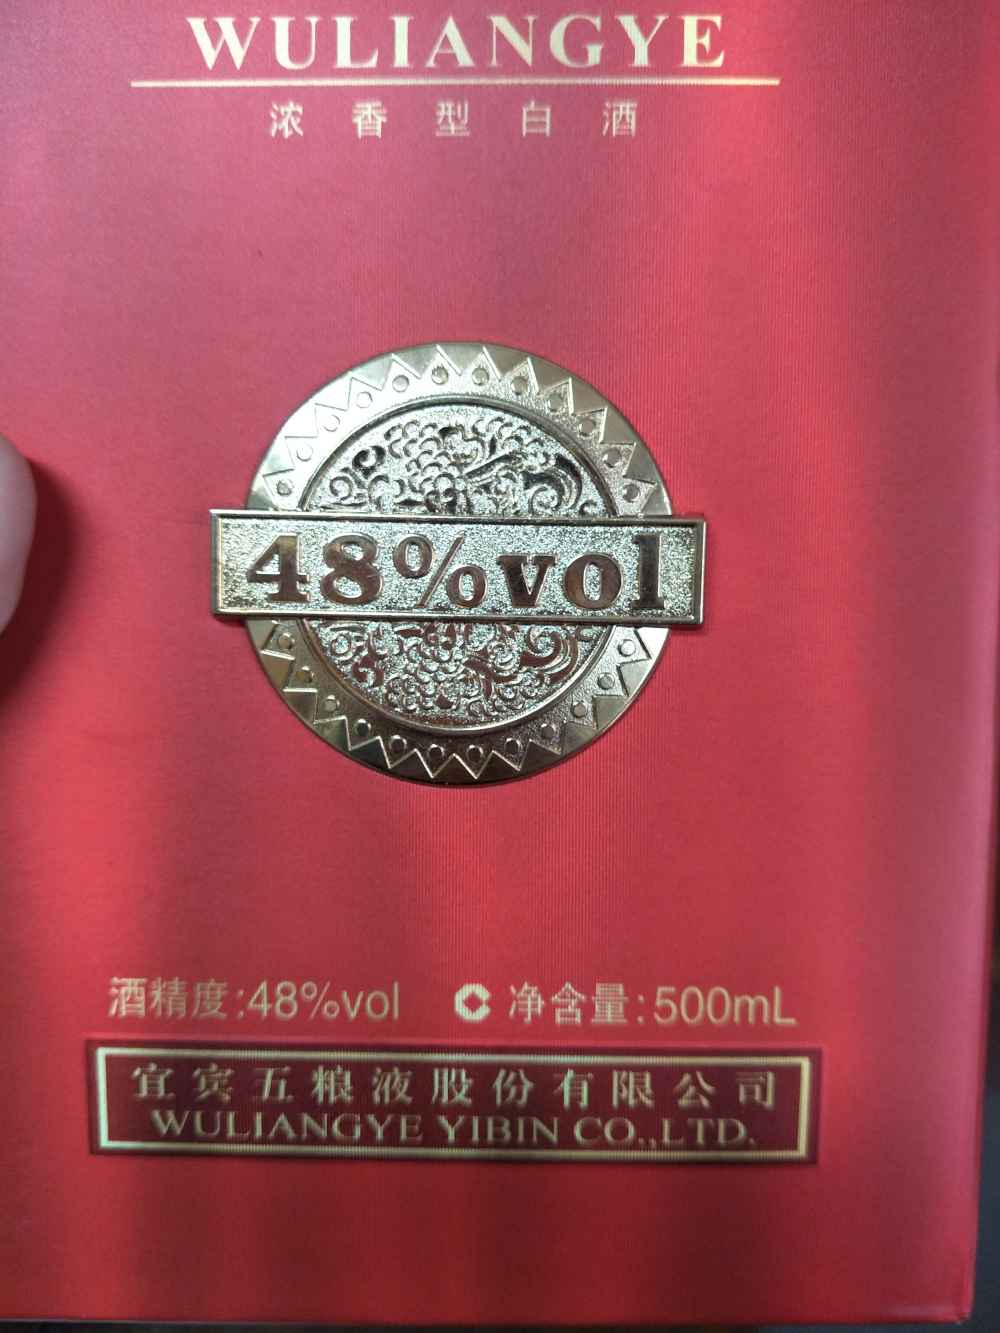 WULIANGYE
浓香型白酒
48%vol
酒精度:48%vol C 净含量:500mL
宜宾五粮液股份有限公司
WULIANGYE YIBIN CO.,LTD.